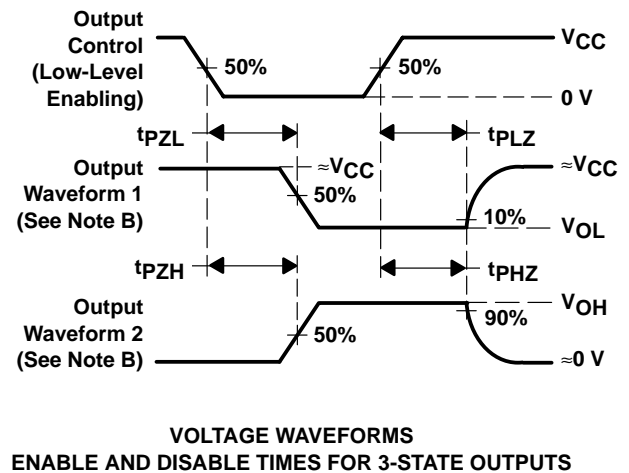 Output
Control
(Low-Level
Enabling)
50%
50%
VCC
0 V
tPZL
tPLZ
Output
Waveform 1
(See Note B)
≈VCC
50%
≈VCC
10%
VOL
tPZH
tPHZ
Output
Waveform 2
(See Note B)
50%
VOH
90%
≈0 V
VOLTAGE WAVEFORMS
ENABLE AND DISABLE TIMES FOR 3-STATE OUTPUTS